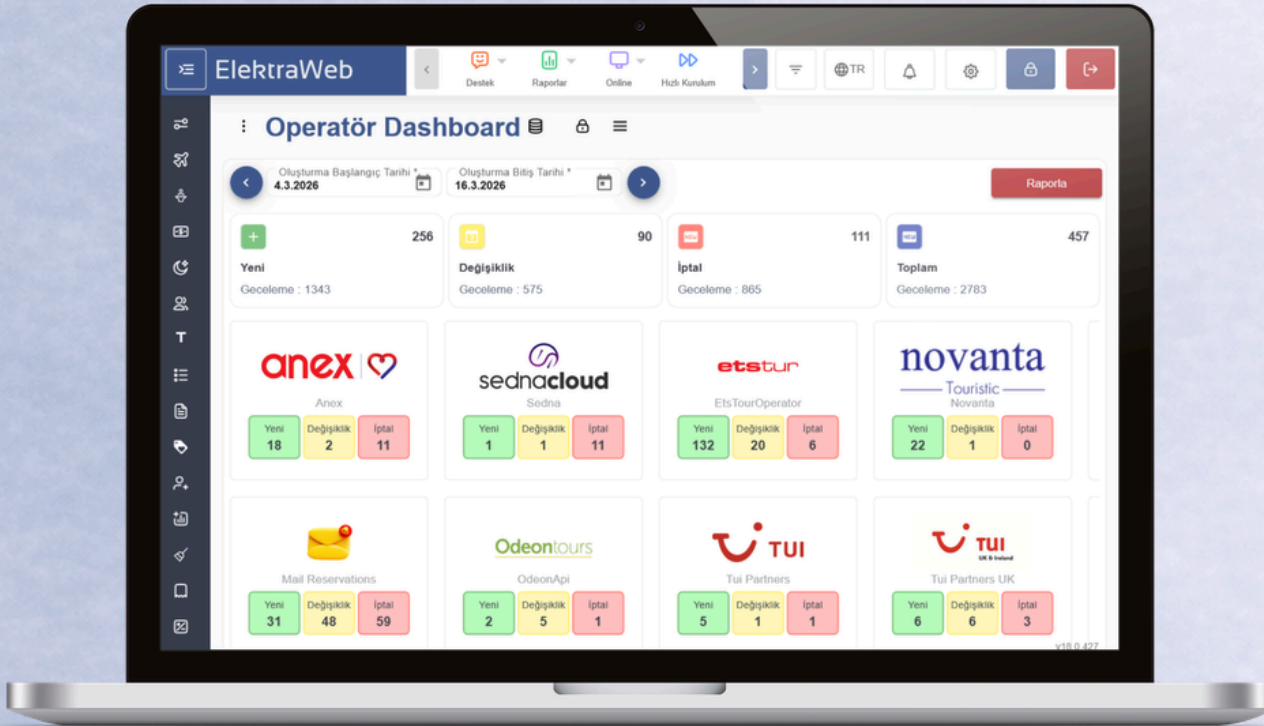 ElektraWeb
Destek
Raporlar
Online
Hızlı Kurulum
TR
Operatör Dashboard
Oluşturma Başlangıç Tarihi *
4.3.2026
Oluşturma Bitiş Tarihi *
16.3.2026
Raporla
256
Yeni
Geceleme : 1343
90
Değişiklik
Geceleme : 575
111
İptal
Geceleme : 865
457
Toplam
Geceleme : 2783
anex
Anex
Yeni Değişiklik İptal
18 2 11
sednacloud
Sedna
Yeni Değişiklik İptal
1 1 11
etstur
EtsTourOperator
Yeni Değişiklik İptal
132 20 6
novanta
Touristic
Novanta
Yeni Değişiklik İptal
22 1 0
Mail Reservations
Yeni Değişiklik İptal
31 48 59
Odeontours
OdeonApi
Yeni Değişiklik İptal
2 5 1
TUI
Tui Partners
Yeni Değişiklik İptal
5 1 1
TUI
UK & Ireland
Tui Partners UK
Yeni Değişiklik İptal
6 6 3
v18.0.427